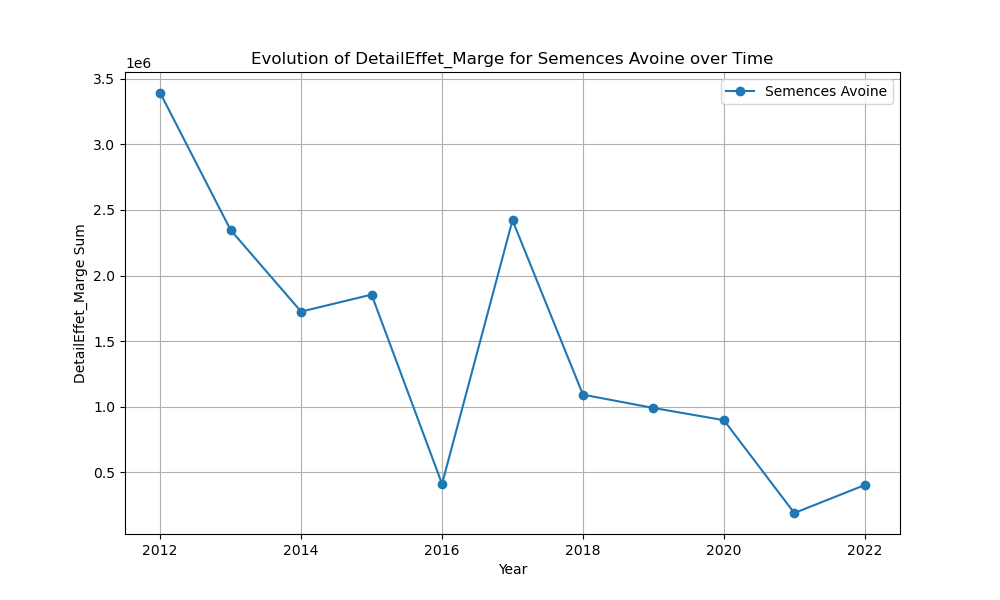 Evolution of DetailEffet_Marge for Semences Avoine over Time
1e6
Semences Avoine
3.5
3.0
2.5
2.0
1.5
1.0
0.5
DetailEffet_Marge Sum
2012 2014 2016 2018 2020 2022
Year